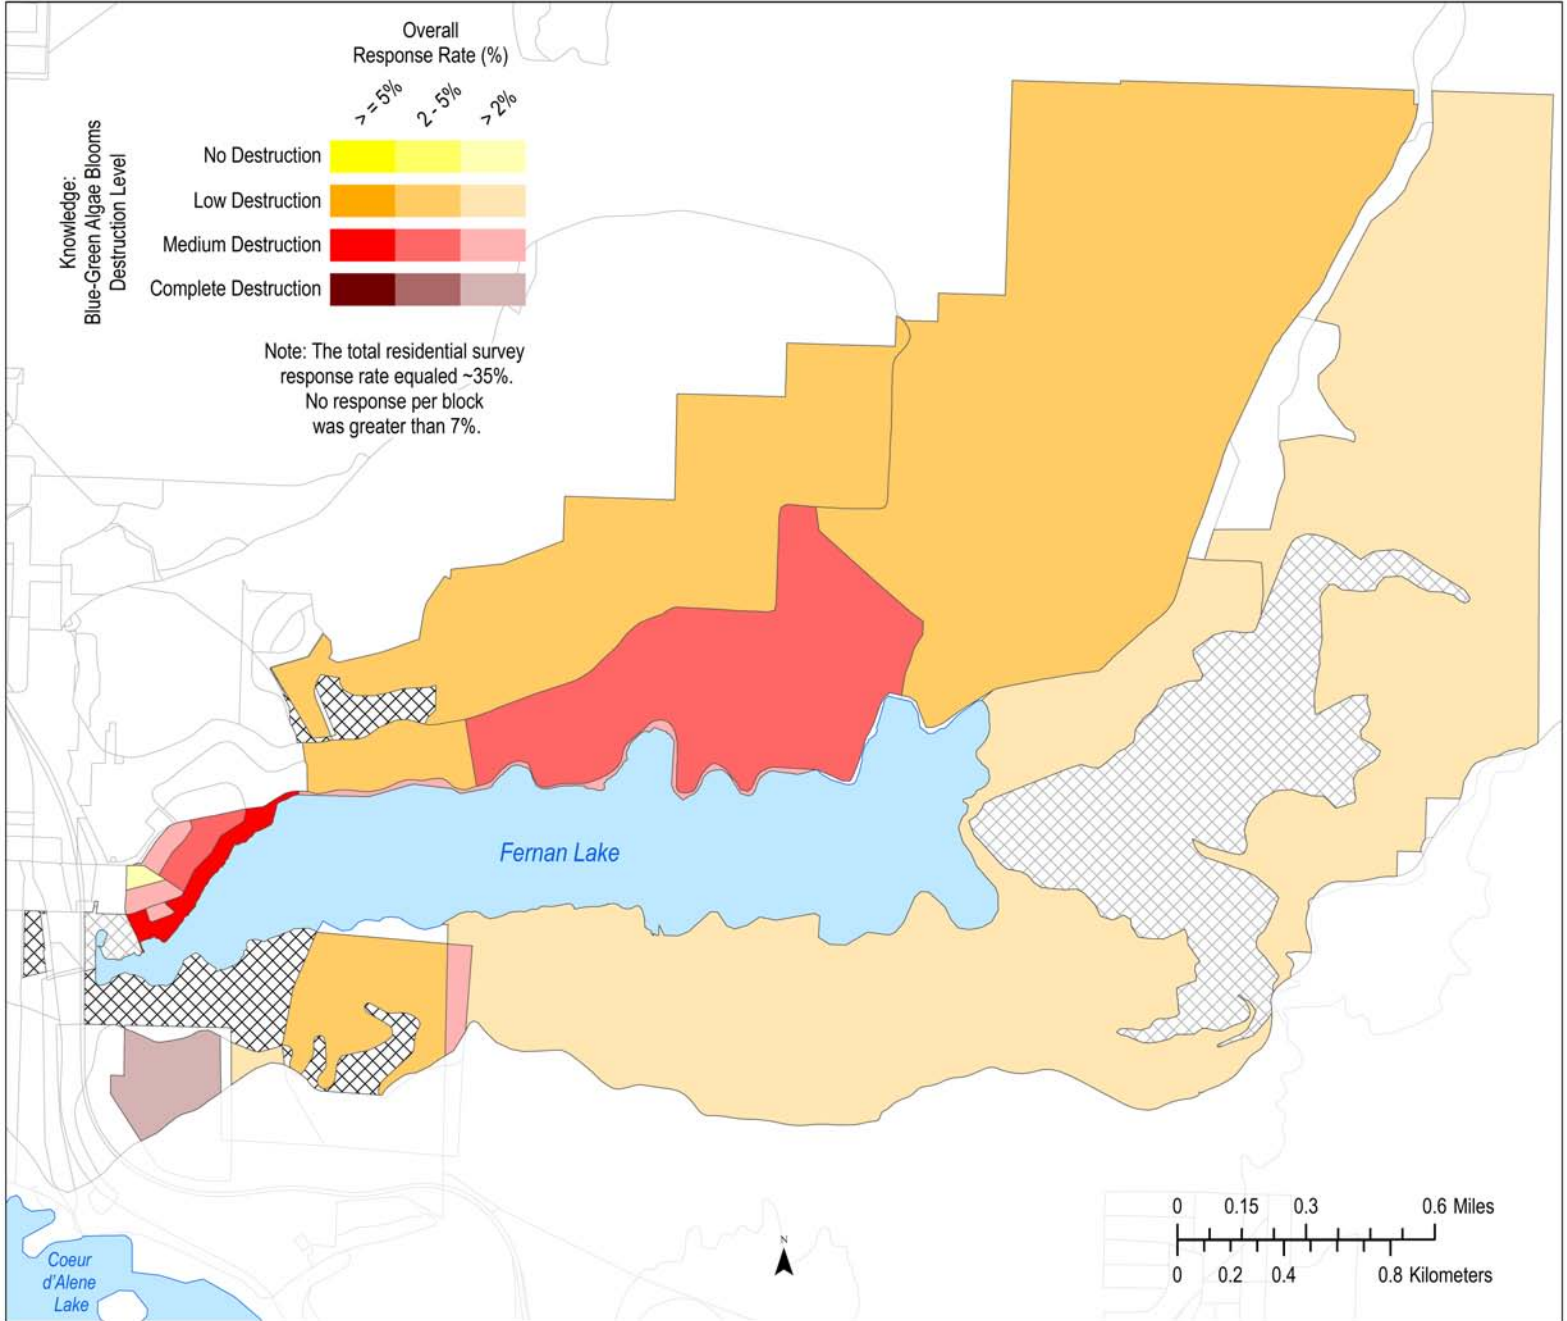 Overall
Response Rate (%)
> = 5%
2 - 5%
> 2%
Knowledge:
Blue-Green Algae Blooms
Destruction Level
No Destruction
Low Destruction
Medium Destruction
Complete Destruction
Note: The total residential survey
response rate equaled ~35%.
No response per block
was greater than 7%.
Fernan Lake
Coeur
d'Alene
Lake
N
0 0.15 0.3 0.6 Miles
0 0.2 0.4 0.8 Kilometers